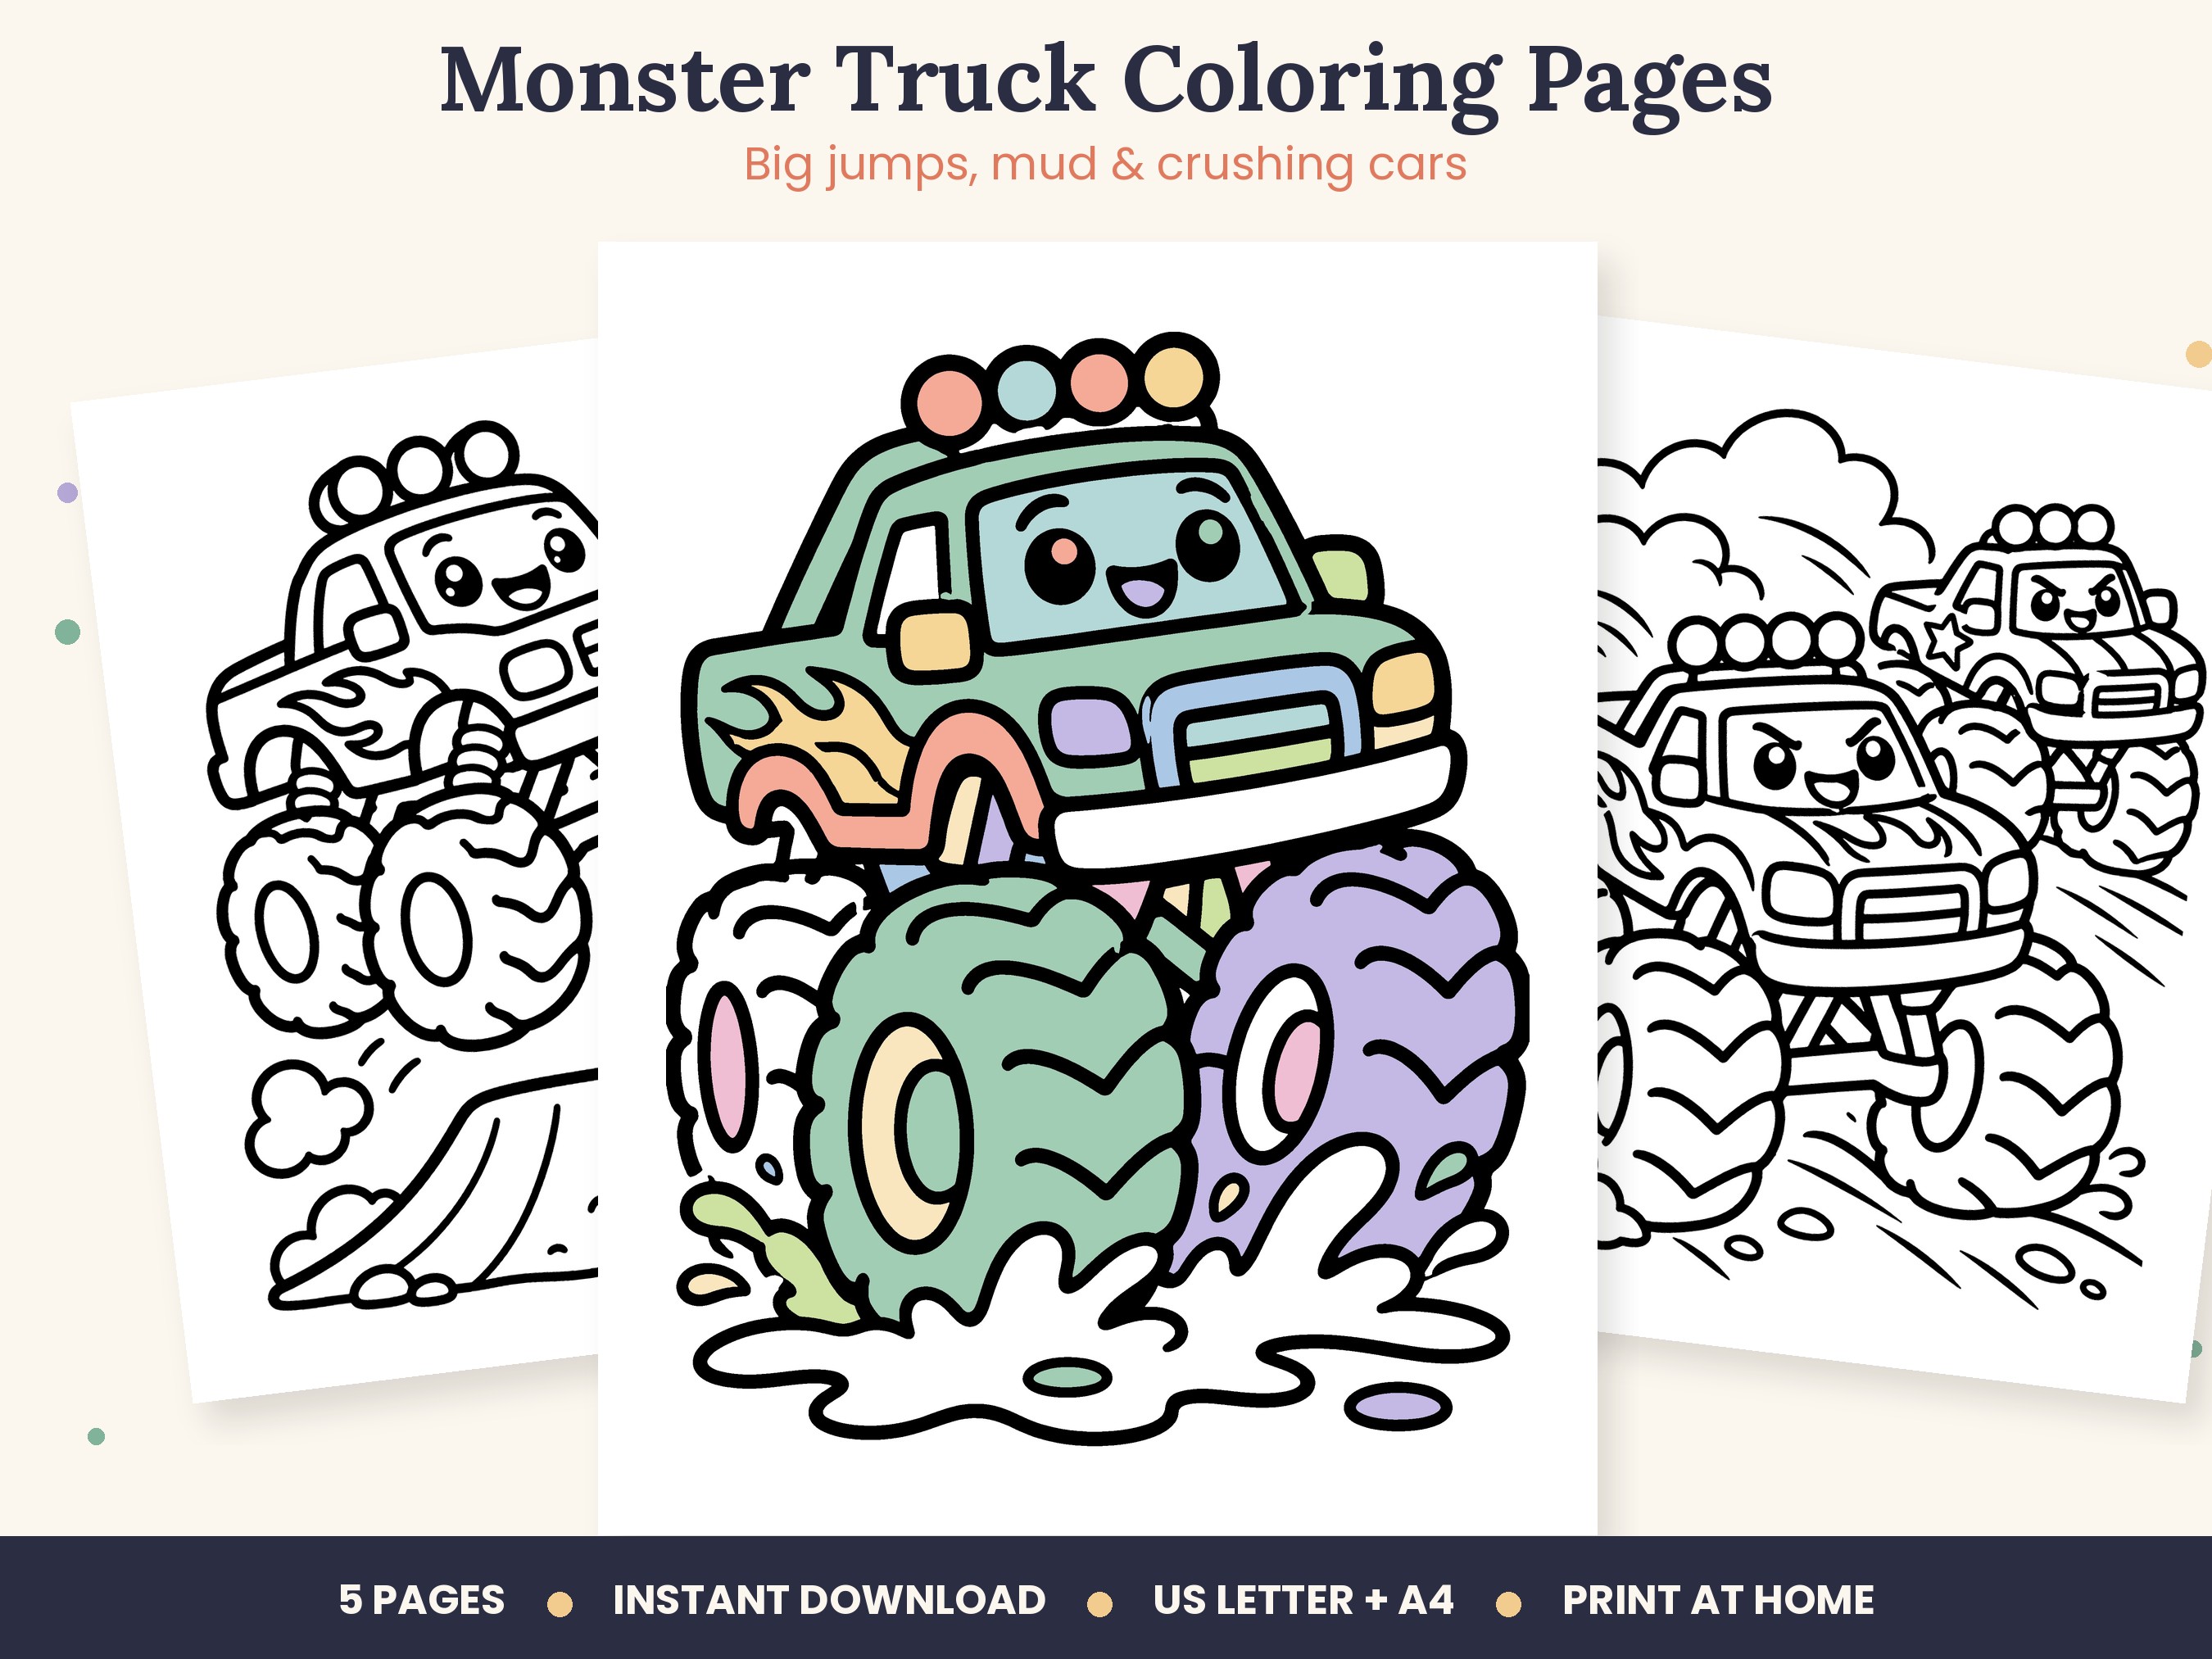 Monster Truck Coloring Pages
Big jumps, mud & crushing cars
5 PAGES ● INSTANT DOWNLOAD ● US LETTER + A4 ● PRINT AT HOME